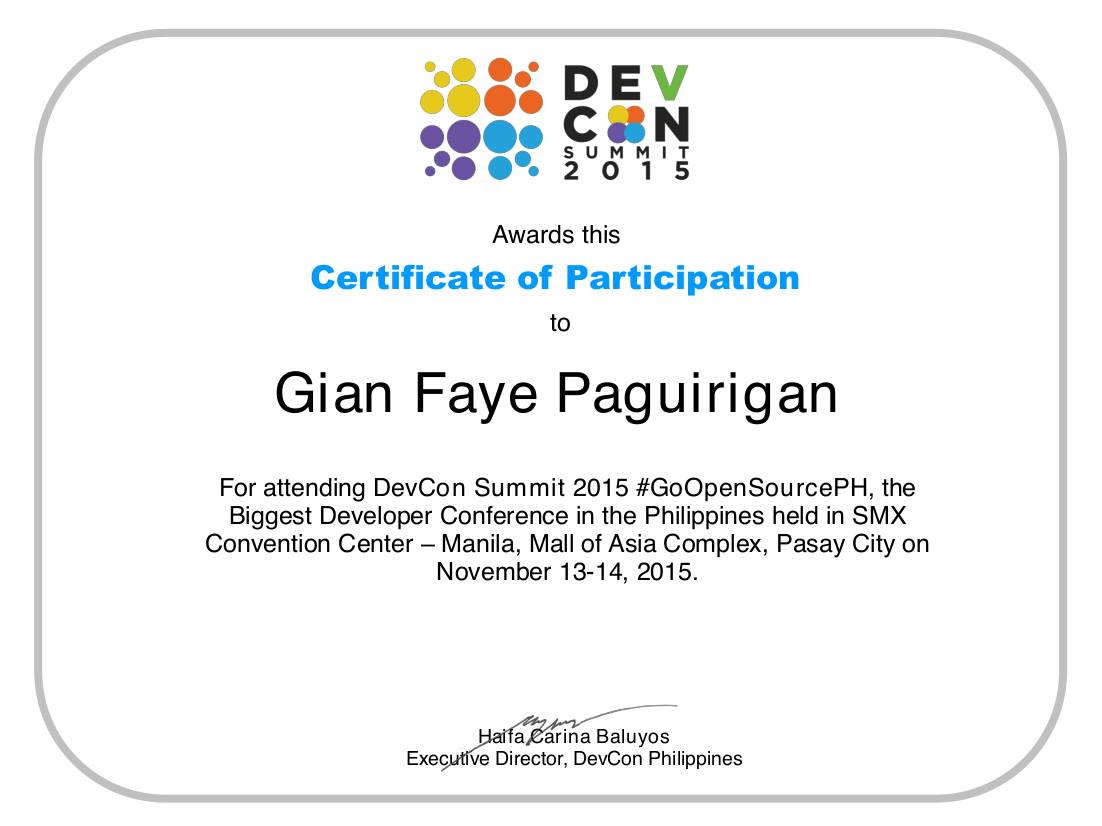 DEV
CON
SUMMIT
2015
Awards this
Certificate of Participation
to
Gian Faye Paguirigan
For attending DevCon Summit 2015 #GoOpenSourcePH, the
Biggest Developer Conference in the Philippines held in SMX
Convention Center – Manila, Mall of Asia Complex, Pasay City on
November 13-14, 2015.
Haifa Carina Baluyos
Executive Director, DevCon Philippines